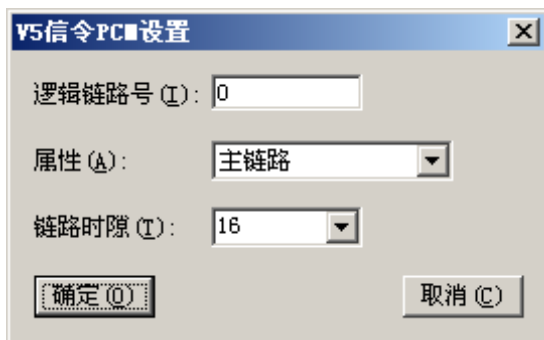 V5信令PCM设置
逻辑链路号(I): 0
属性(A): 主链路
链路时隙(T): 16
确定(O) 取消(C)